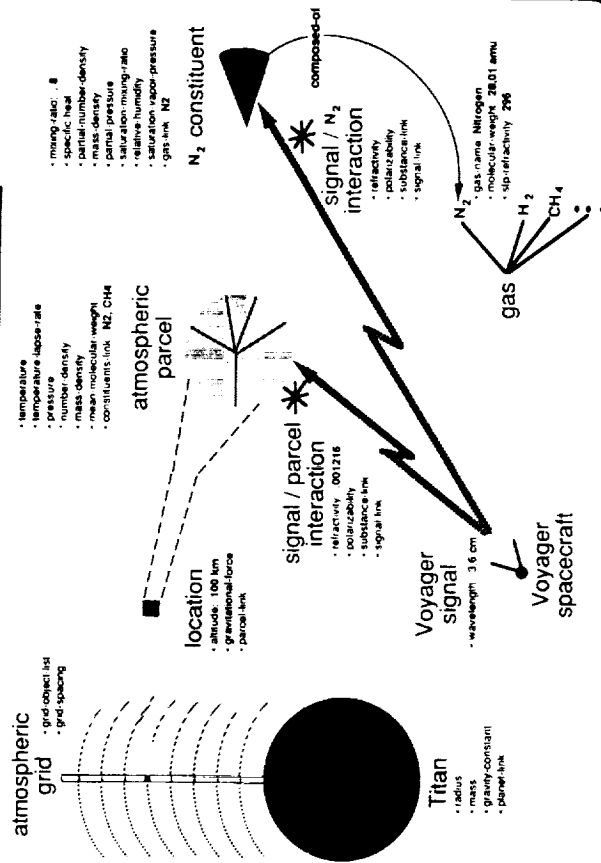 atmospheric
grid
• grid-object list
• grid-spacing
Titan
• radius
• mass
• gravity-constant
• planet-link
location
• altitude: 100 km
• gravitational-force
• parcel-link
• temperature
• temperature-lapse-rate
• pressure
• number-density
• mass-density
• mean molecular-weight
• constituents-link N2, CH4
atmospheric
parcel
signal / parcel
interaction
• refractivity .001216
• polarizability
• substance-link
• signal-link
Voyager
signal
• wavelength 3.6 cm
Voyager
spacecraft
• mixing-ratio: .8
• specific heat
• partial-number-density
• mass-density
• partial-pressure
• saturation-mixing-ratio
• relative-humidity
• saturation vapor-pressure
• gas-link N2
N2 constituent
composed-of
signal / N2
interaction
• refractivity
• polarizability
• substance-link
• signal-link
N2
• gas-name Nitrogen
• molecular-weight 28.01 amu
• stp-refractivity 296
H2
CH4
gas